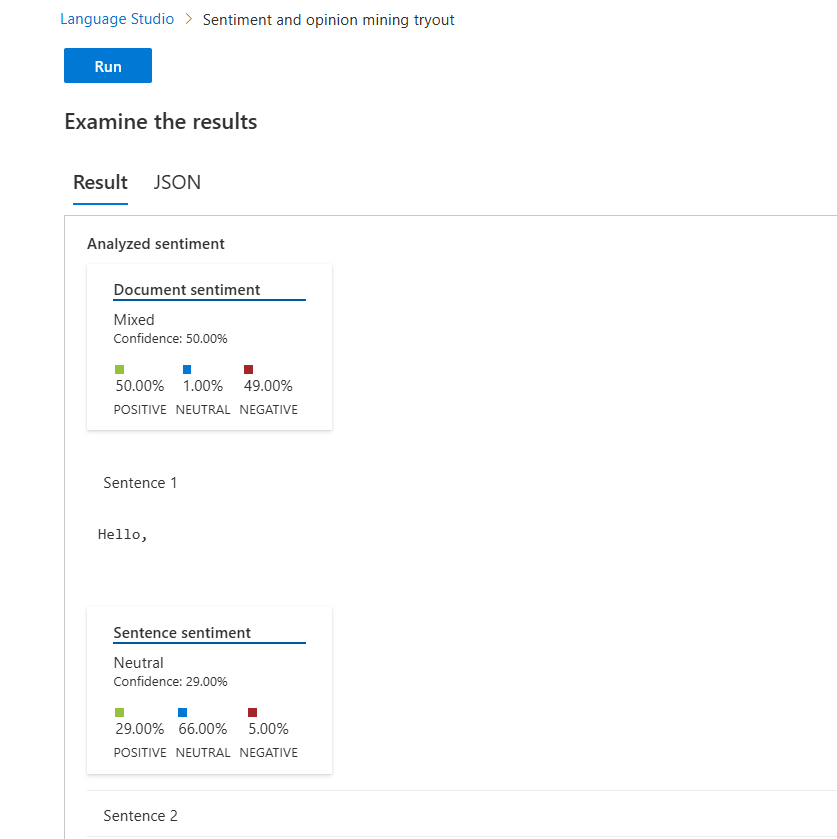 Language Studio > Sentiment and opinion mining tryout
Run
Examine the results
Result JSON
Analyzed sentiment
Document sentiment
Mixed
Confidence: 50.00%
50.00% 1.00% 49.00%
POSITIVE NEUTRAL NEGATIVE
Sentence 1
Hello,
Sentence sentiment
Neutral
Confidence: 29.00%
29.00% 66.00% 5.00%
POSITIVE NEUTRAL NEGATIVE
Sentence 2